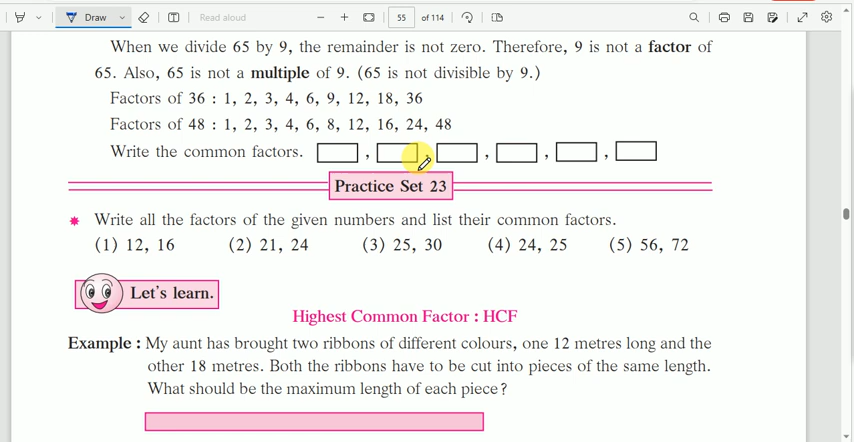 Draw
Read aloud
55 of 114
When we divide 65 by 9, the remainder is not zero. Therefore, 9 is not a factor of
65. Also, 65 is not a multiple of 9. (65 is not divisible by 9.)
Factors of 36 : 1, 2, 3, 4, 6, 9, 12, 18, 36
Factors of 48 : 1, 2, 3, 4, 6, 8, 12, 16, 24, 48
Write the common factors. , , , , ,
Practice Set 23
Write all the factors of the given numbers and list their common factors.
(1) 12, 16 (2) 21, 24 (3) 25, 30 (4) 24, 25 (5) 56, 72
Let's learn.
Highest Common Factor : HCF
Example : My aunt has brought two ribbons of different colours, one 12 metres long and the
other 18 metres. Both the ribbons have to be cut into pieces of the same length.
What should be the maximum length of each piece?